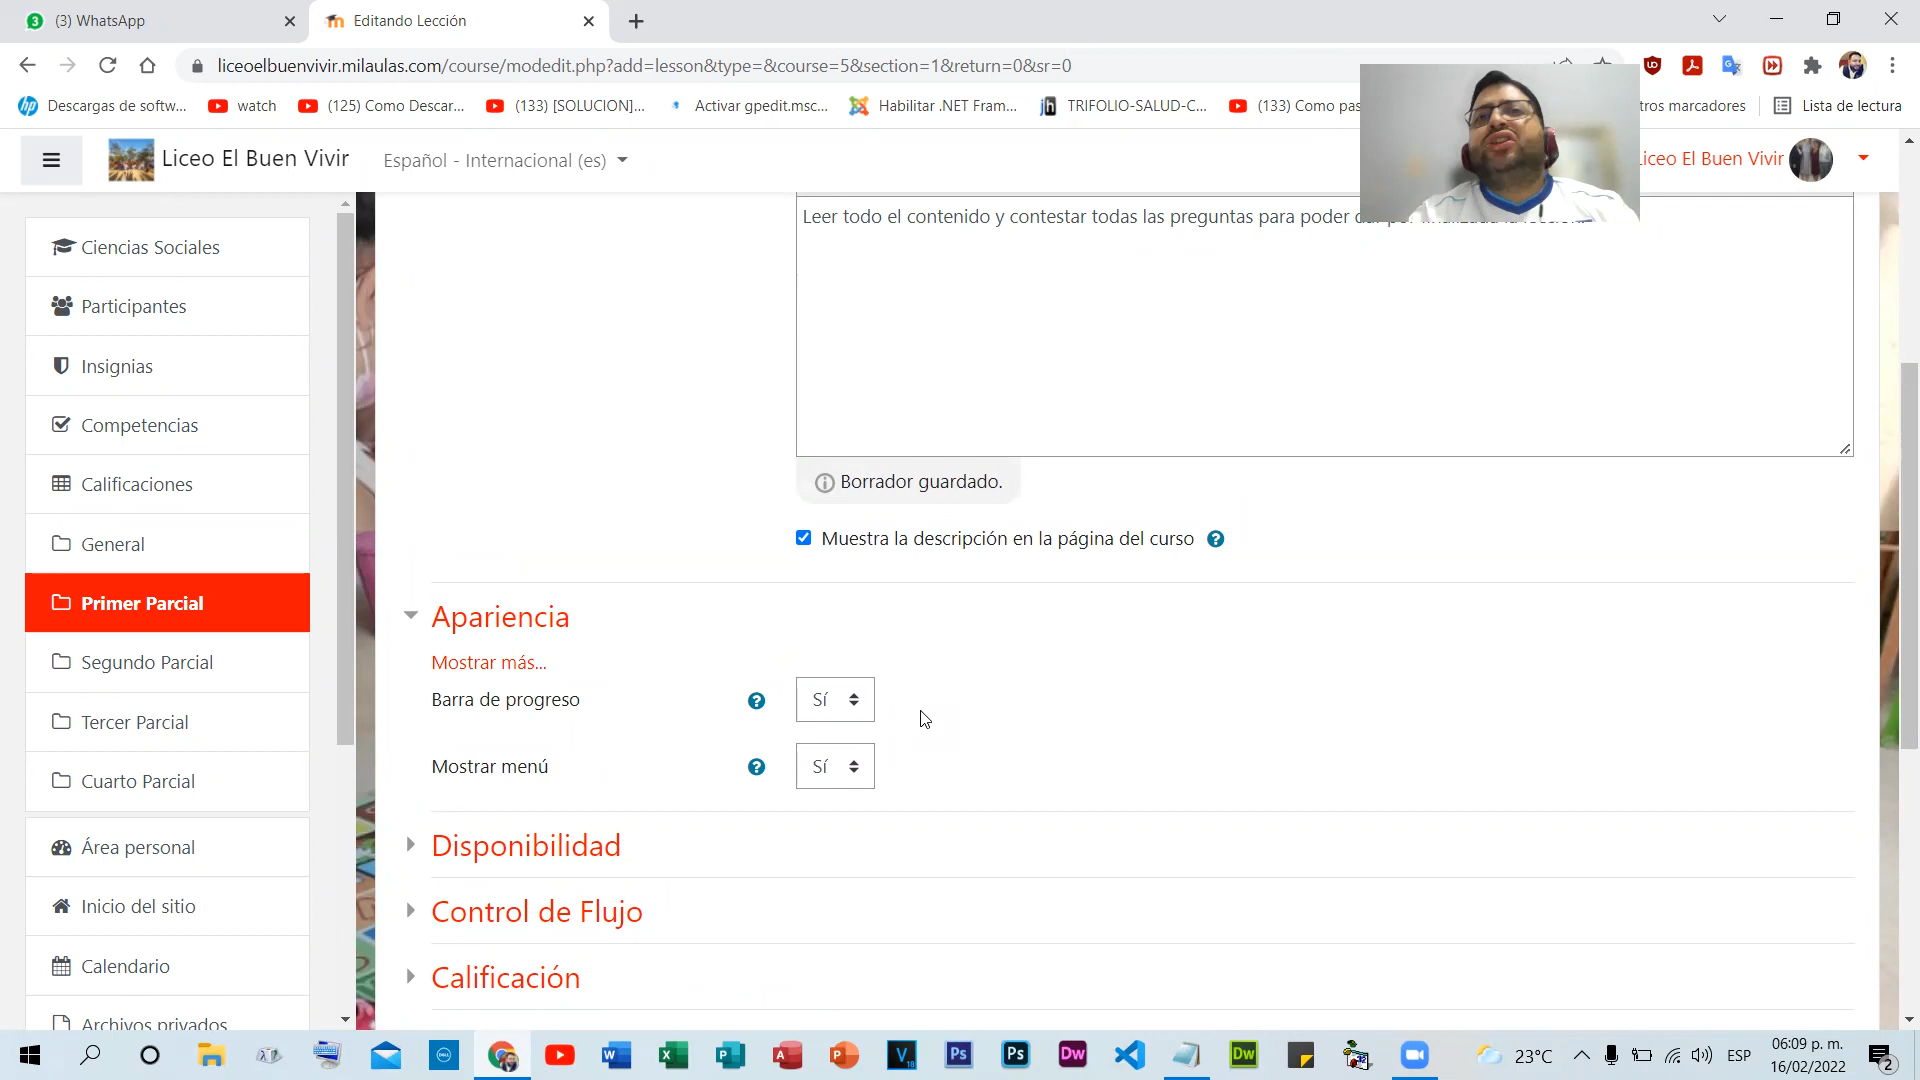 3 (3) WhatsApp
Editando Lección
liceoelbuenvivir.milaulas.com/course/modedit.php?add=lesson&type=&course=5&section=1&return=0&sr=0
Descargas de softw...
watch
(125) Como Descar...
(133) [SOLUCION]...
Activar gpedit.msc...
Habilitar .NET Fram...
TRIFOLIO-SALUD-C...
(133) Como pas
tros marcadores
Lista de lectura
Liceo El Buen Vivir
Español - Internacional (es)
Liceo El Buen Vivir
Ciencias Sociales
Participantes
Insignias
Competencias
Calificaciones
General
Primer Parcial
Segundo Parcial
Tercer Parcial
Cuarto Parcial
Área personal
Inicio del sitio
Calendario
Archivos privados
Leer todo el contenido y contestar todas las preguntas para poder
Borrador guardado.
Muestra la descripción en la página del curso
Apariencia
Mostrar más...
Barra de progreso
Sí
Mostrar menú
Sí
Disponibilidad
Control de Flujo
Calificación
23°C
ESP
06:09 p. m.
16/02/2022
2